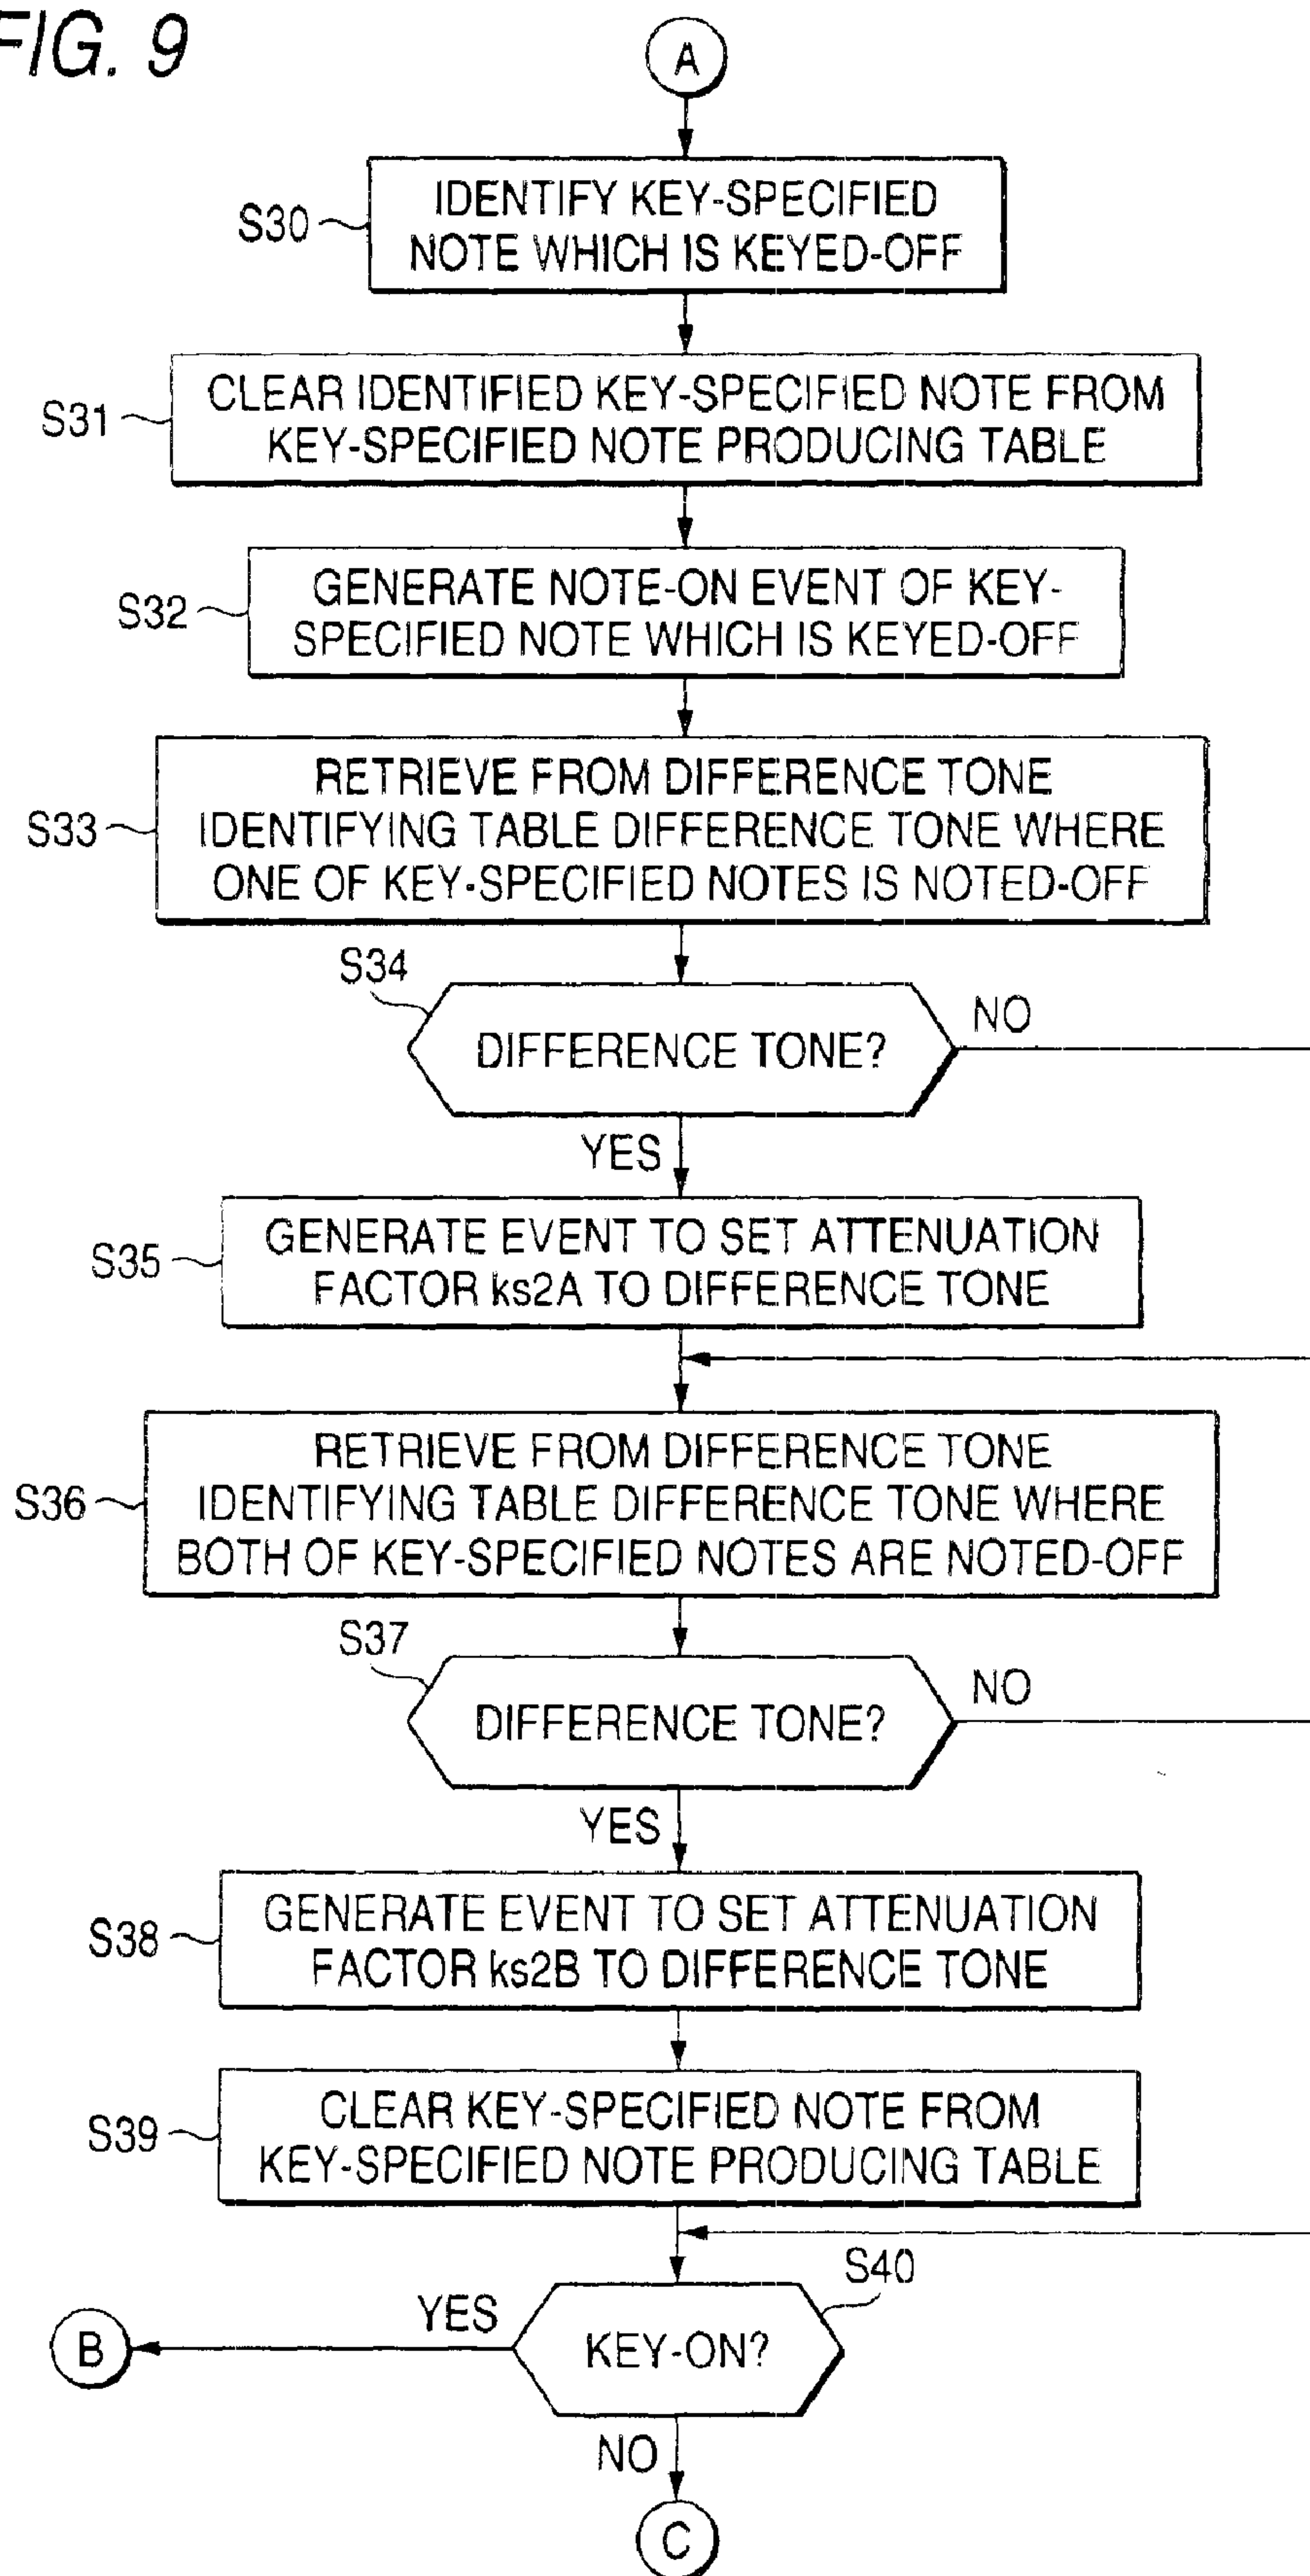 FIG. 9
A
S30
IDENTIFY KEY-SPECIFIED
NOTE WHICH IS KEYED-OFF
S31
CLEAR IDENTIFIED KEY-SPECIFIED NOTE FROM
KEY-SPECIFIED NOTE PRODUCING TABLE
S32
GENERATE NOTE-ON EVENT OF KEY-
SPECIFIED NOTE WHICH IS KEYED-OFF
S33
RETRIEVE FROM DIFFERENCE TONE
IDENTIFYING TABLE DIFFERENCE TONE WHERE
ONE OF KEY-SPECIFIED NOTES IS NOTED-OFF
S34
DIFFERENCE TONE?
NO
YES
S35
GENERATE EVENT TO SET ATTENUATION
FACTOR ks2A TO DIFFERENCE TONE
S36
RETRIEVE FROM DIFFERENCE TONE
IDENTIFYING TABLE DIFFERENCE TONE WHERE
BOTH OF KEY-SPECIFIED NOTES ARE NOTED-OFF
S37
DIFFERENCE TONE?
NO
YES
S38
GENERATE EVENT TO SET ATTENUATION
FACTOR ks2B TO DIFFERENCE TONE
S39
CLEAR KEY-SPECIFIED NOTE FROM
KEY-SPECIFIED NOTE PRODUCING TABLE
S40
KEY-ON?
YES
B
NO
C